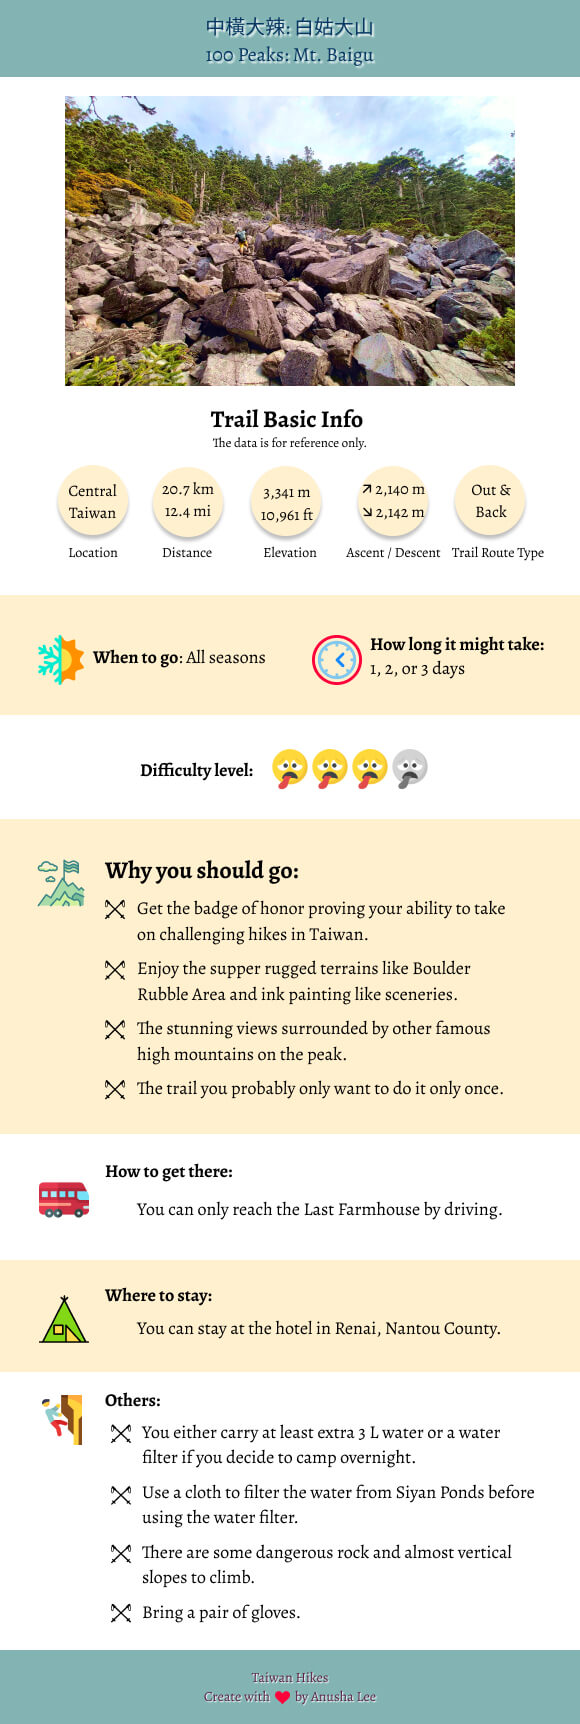 中橫大辣: 白姑大山
100 Peaks: Mt. Baigu
Trail Basic Info
The data is for reference only.
Central
Taiwan
Location
20.7 km
12.4 mi
Distance
3,341 m
10,961 ft
Elevation
↗ 2,140 m
↘ 2,142 m
Ascent / Descent
Out &
Back
Trail Route Type
When to go: All seasons
How long it might take:
1, 2, or 3 days
Difficulty level:
Why you should go:
Get the badge of honor proving your ability to take
on challenging hikes in Taiwan.
Enjoy the supper rugged terrains like Boulder
Rubble Area and ink painting like sceneries.
The stunning views surrounded by other famous
high mountains on the peak.
The trail you probably only want to do it only once.
How to get there:
You can only reach the Last Farmhouse by driving.
Where to stay:
You can stay at the hotel in Renai, Nantou County.
Others:
You either carry at least extra 3 L water or a water
filter if you decide to camp overnight.
Use a cloth to filter the water from Siyan Ponds before
using the water filter.
There are some dangerous rock and almost vertical
slopes to climb.
Bring a pair of gloves.
Taiwan Hikes
Create with ❤ by Anusha Lee